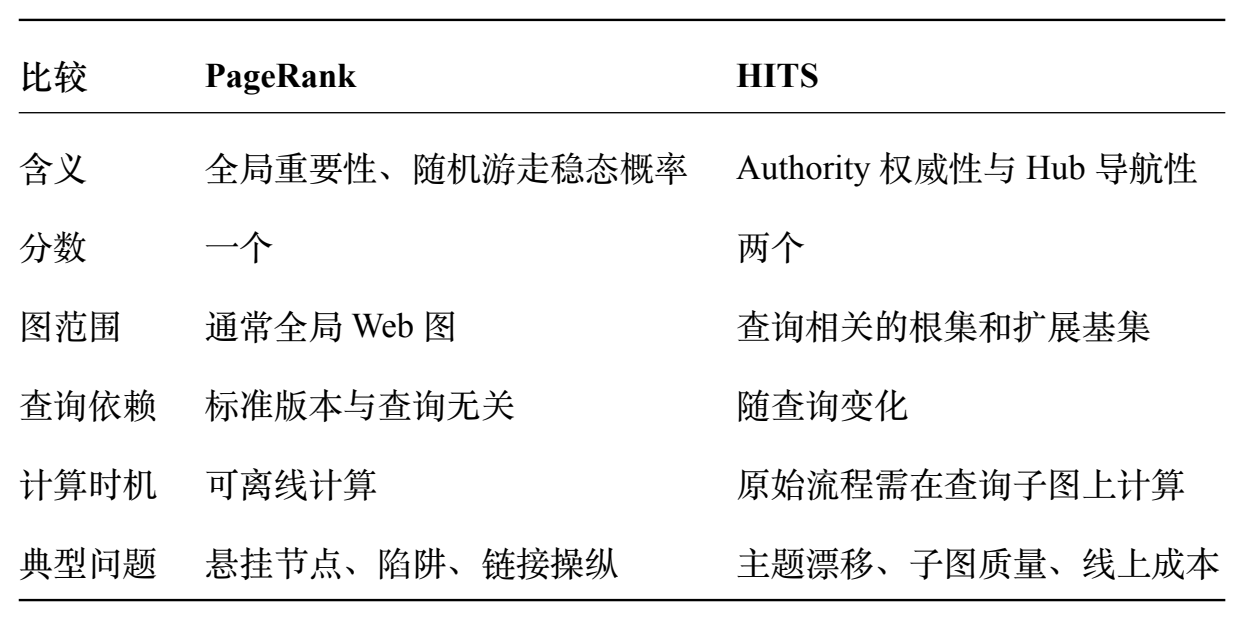 比较 PageRank HITS
含义 全局重要性、随机游走稳态概率 Authority 权威性与 Hub 导航性
分数 一个 两个
图范围 通常全局 Web 图 查询相关的根集和扩展基集
查询依赖 标准版本与查询无关 随查询变化
计算时机 可离线计算 原始流程需在查询子图上计算
典型问题 悬挂节点、陷阱、链接操纵 主题漂移、子图质量、线上成本